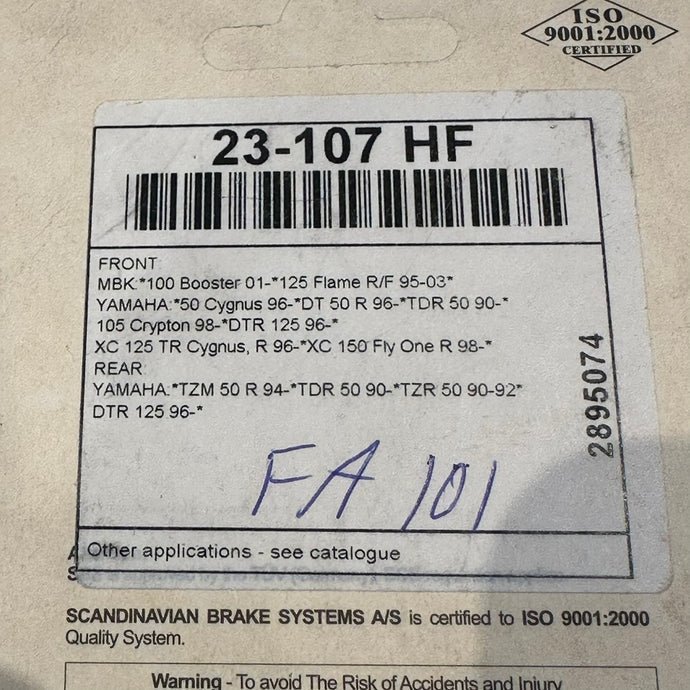 ISO
9001:2000
CERTIFIED
23-107 HF
FRONT
MBK:*100 Booster 01-*125 Flame R/F 95-03*
YAMAHA:*50 Cygnus 96-*DT 50 R 96-*TDR 50 90-*
105 Crypton 98-*DTR 125 96-*
XC 125 TR Cygnus, R 96-*XC 150 Fly One R 98-*
REAR
YAMAHA:*TZM 50 R 94-*TDR 50 90-*TZR 50 90-92*
DTR 125 96-*
2895074
FA 101
Other applications - see catalogue
SCANDINAVIAN BRAKE SYSTEMS A/S is certified to ISO 9001:2000
Quality System.
Warning - To avoid The Risk of Accidents and Injury